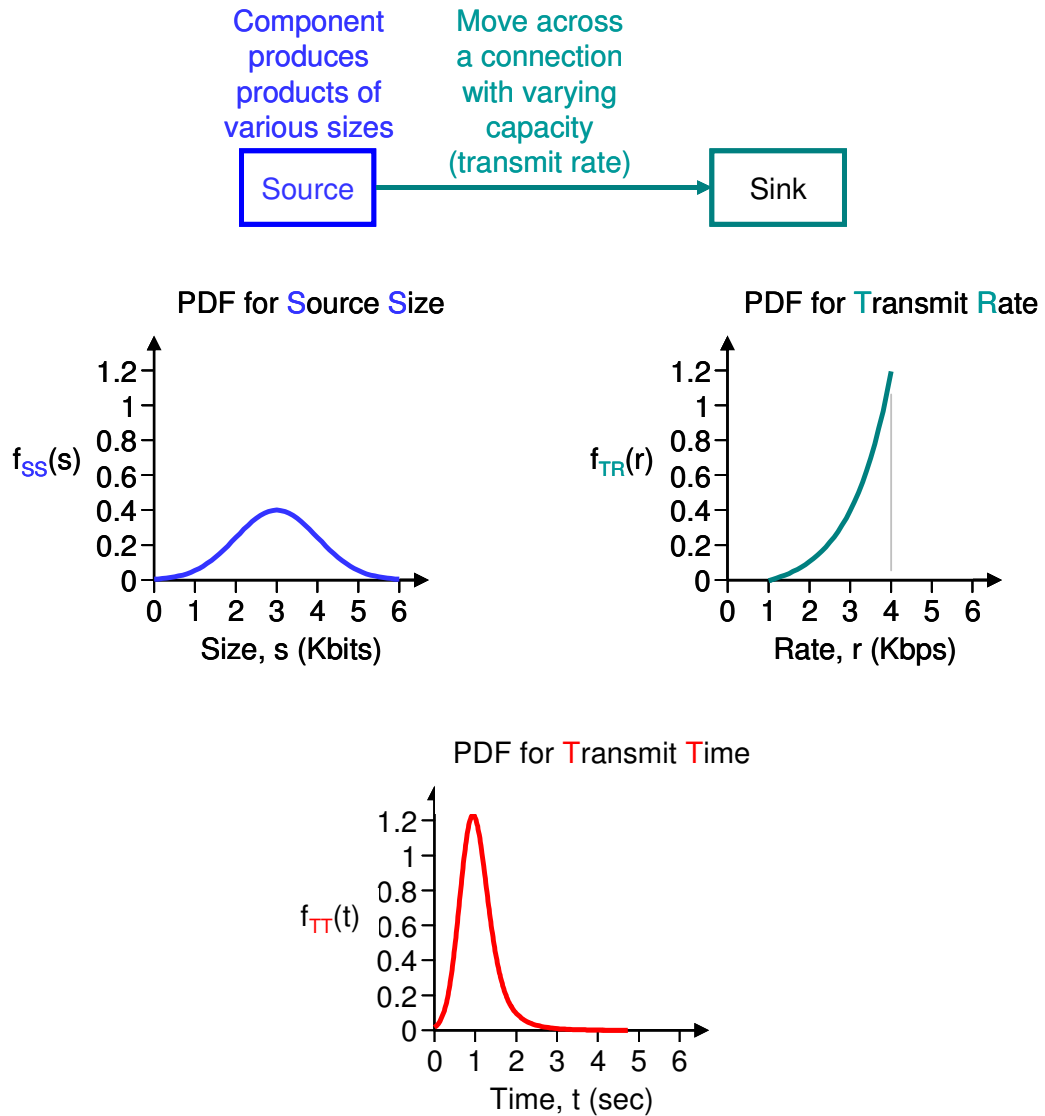 Component
produces
products of
various sizes
Move across
a connection
with varying
capacity
(transmit rate)
Source
Sink
PDF for Source Size
1.2
1
0.8
0.6
0.4
0.2
0
fSS(s)
0 1 2 3 4 5 6
Size, s (Kbits)
PDF for Transmit Rate
1.2
1
0.8
0.6
0.4
0.2
0
fTR(r)
0 1 2 3 4 5 6
Rate, r (Kbps)
PDF for Transmit Time
1.2
1
0.8
0.6
0.4
0.2
0
fTT(t)
0 1 2 3 4 5 6
Time, t (sec)